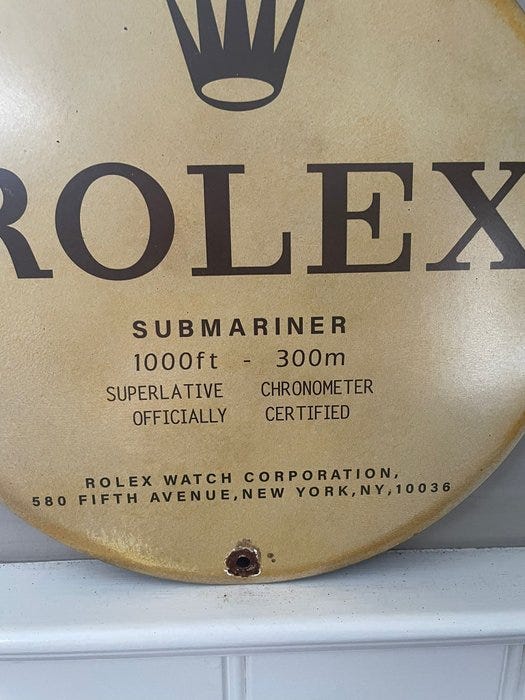 ROLEX
SUBMARINER
1000ft - 300m
SUPERLATIVE CHRONOMETER
OFFICIALLY CERTIFIED
ROLEX WATCH CORPORATION,
580 FIFTH AVENUE,NEW YORK,NY,10036